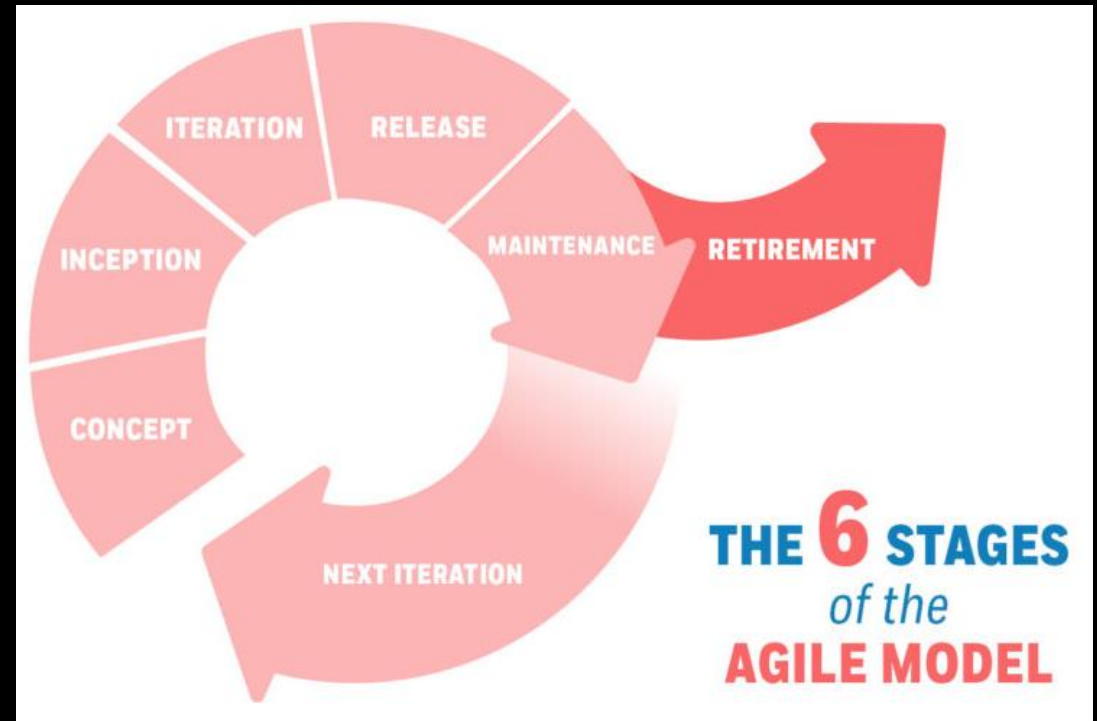 ITERATION
RELEASE
INCEPTION
MAINTENANCE
RETIREMENT
CONCEPT
NEXT ITERATION
THE 6 STAGES
of the
AGILE MODEL